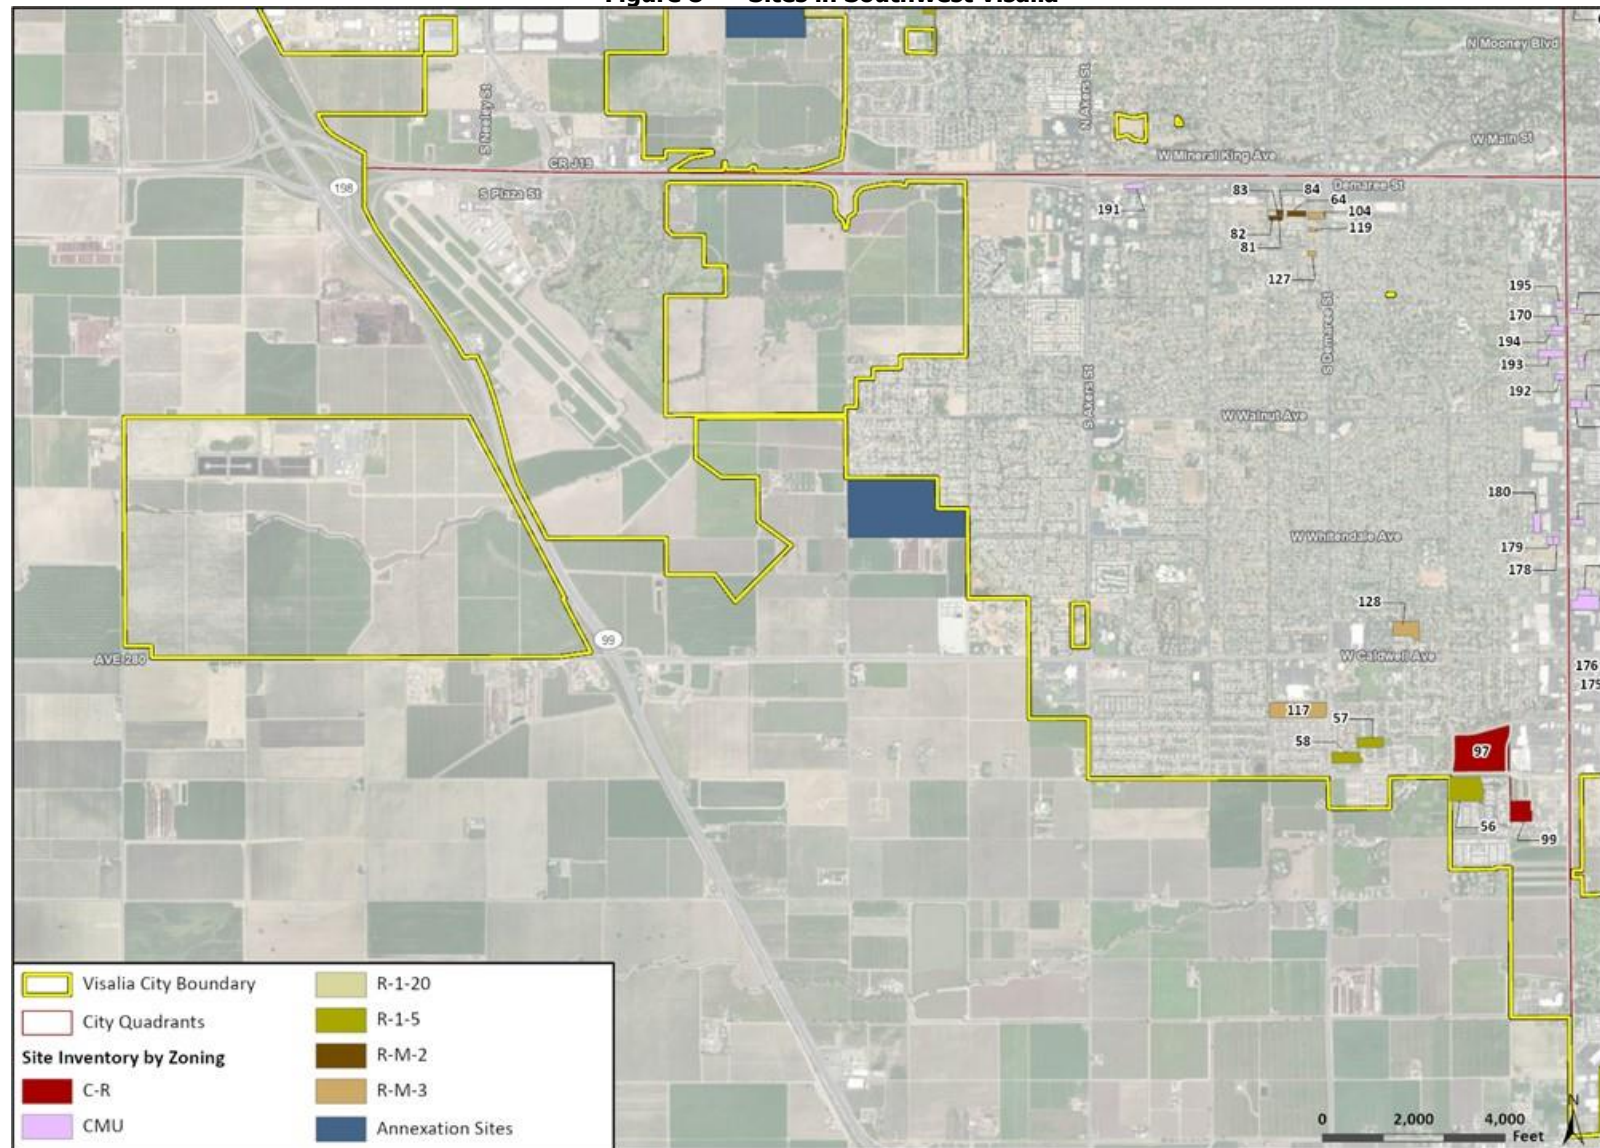 N Mooney Blvd
N Akers St
S Neeley St
W Main St
W Mineral King Ave
CR J19
198
S Plaza St
Demaree St
83
84
64
191
104
82
119
81
127
195
S Demaree St
170
194
193
192
S Akers St
W Walnut Ave
180
W Whitendale Ave
179
178
128
99
AVE 280
W Caldwell Ave
176
175
117
57
58
97
56
99
Visalia City Boundary
City Quadrants
Site Inventory by Zoning
C-R
CMU
R-1-20
R-1-5
R-M-2
R-M-3
Annexation Sites
N
0 2,000 4,000
Feet